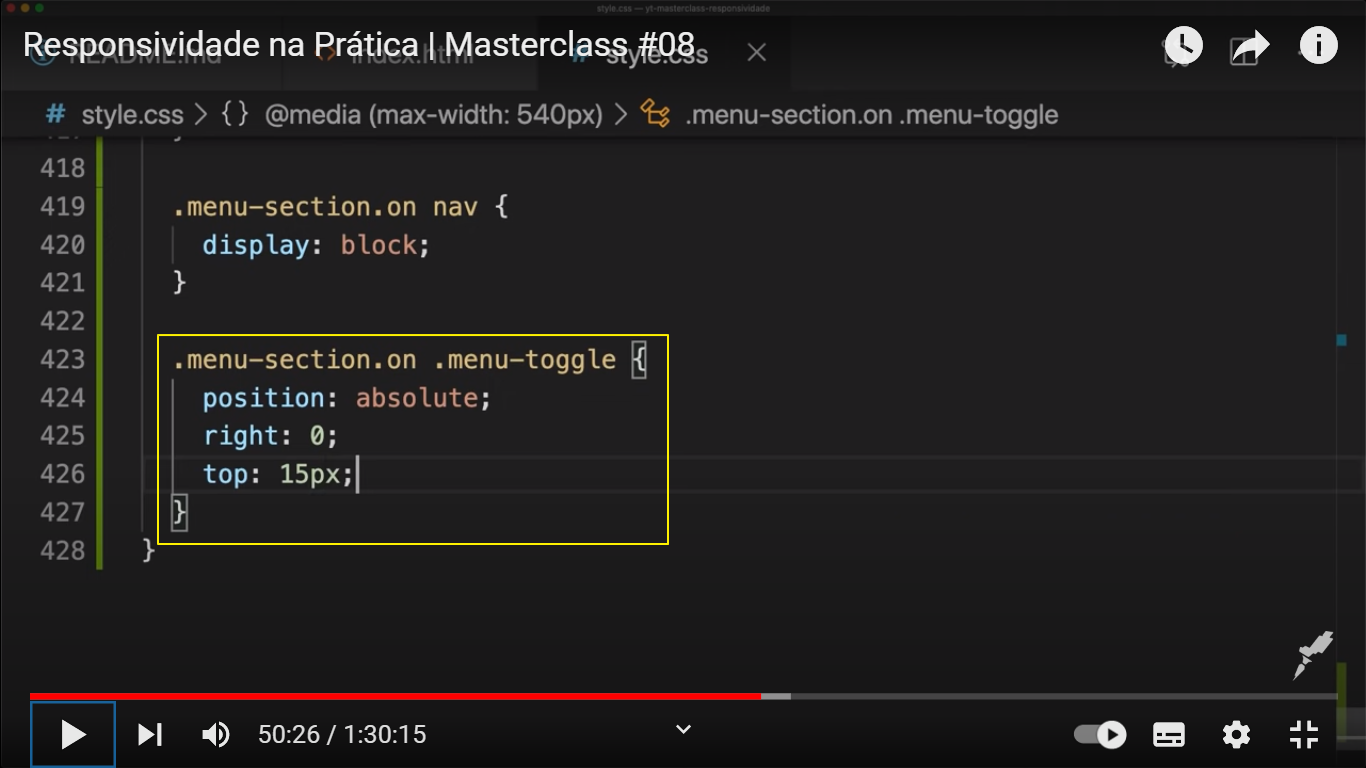 style.css — yt-masterclass-responsividade
Responsividade na Prática | Masterclass #08
README.md
index.html
# style.css
# style.css > {} @media (max-width: 540px) > .menu-section.on .menu-toggle
418
419 .menu-section.on nav {
420 display: block;
421 }
422
423 .menu-section.on .menu-toggle {
424 position: absolute;
425 right: 0;
426 top: 15px;
427 }
428 }
50:26 / 1:30:15